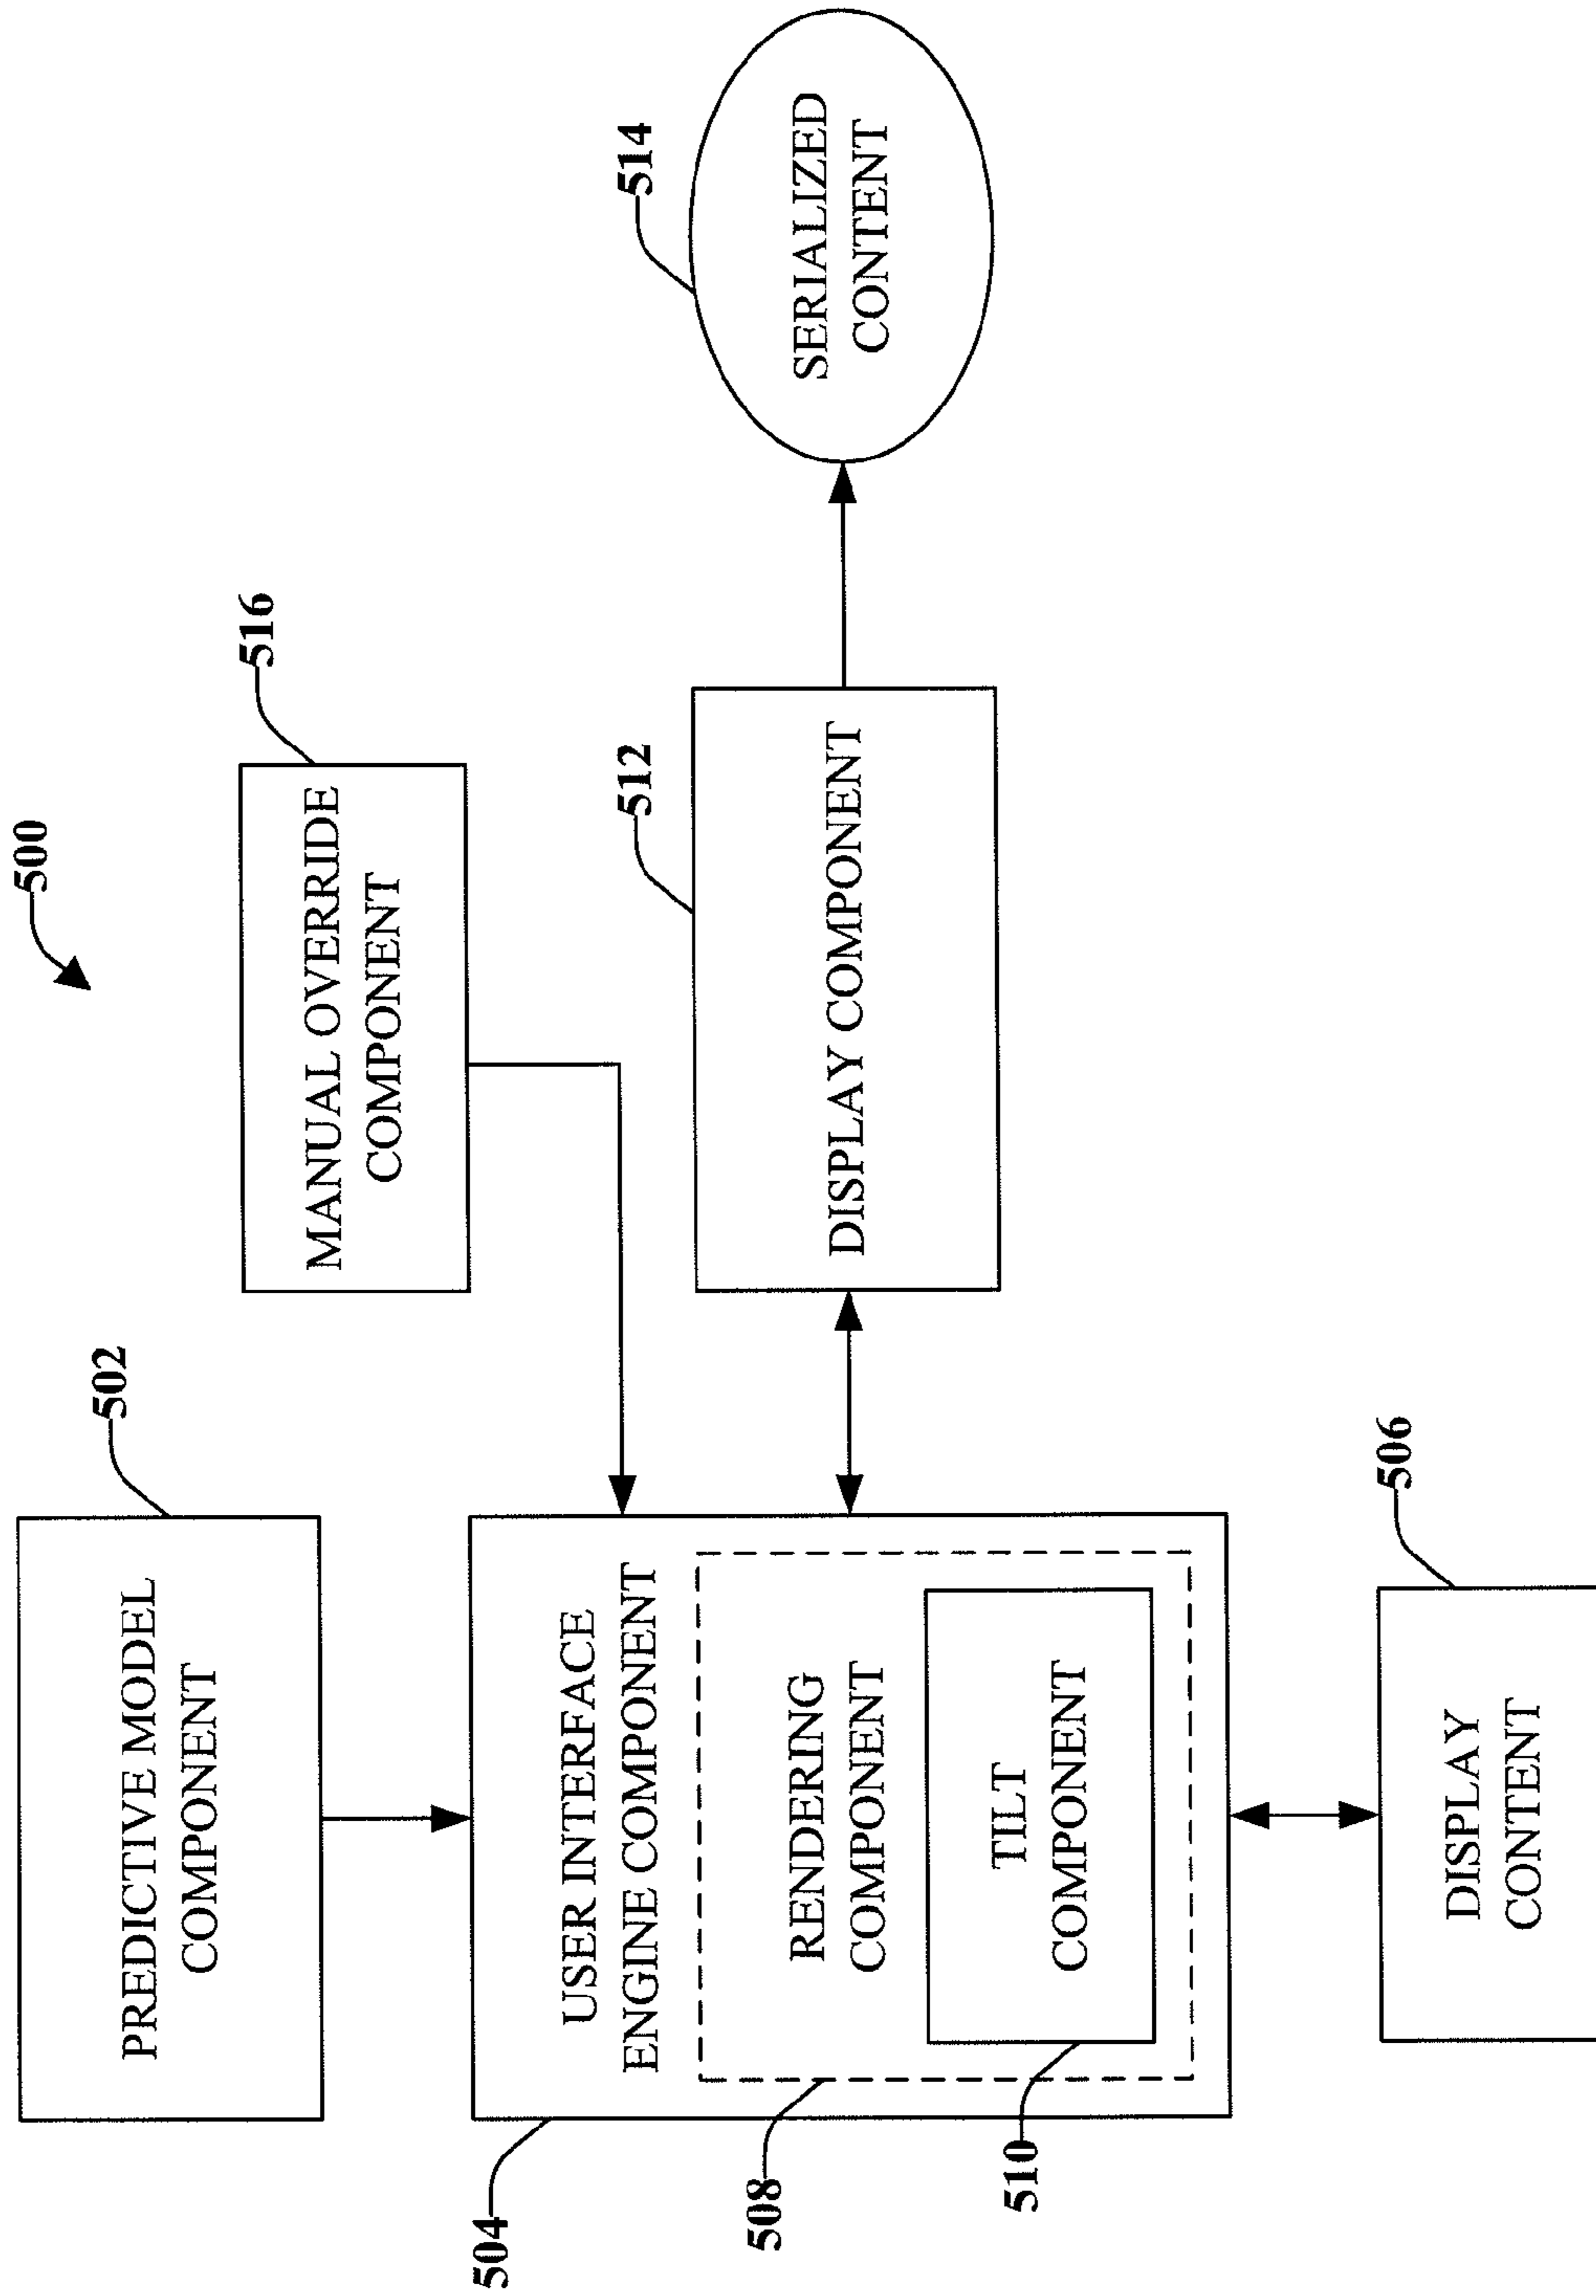 500
502
PREDICTIVE MODEL
COMPONENT
516
MANUAL OVERRIDE
COMPONENT
504
USER INTERFACE
ENGINE COMPONENT
508
RENDERING
COMPONENT
510
TILT
COMPONENT
512
DISPLAY COMPONENT
514
SERIALIZED
CONTENT
506
DISPLAY
CONTENT